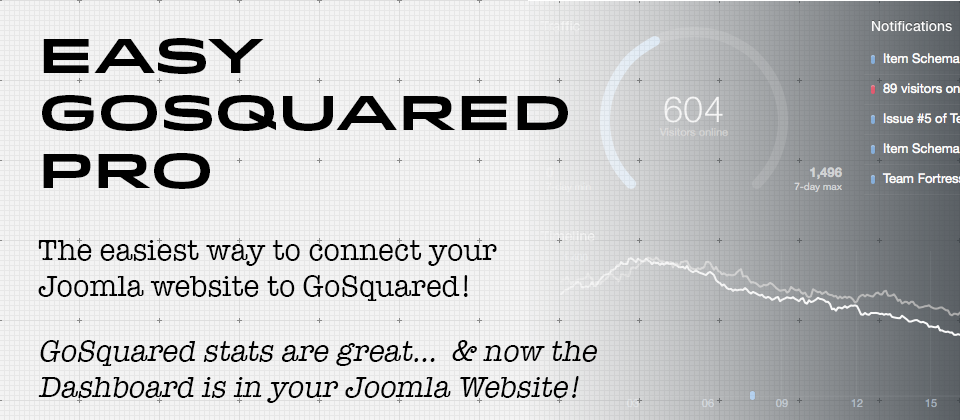 EASY
GOSQUARED
PRO
The easiest way to connect your
Joomla website to GoSquared!
GoSquared stats are great... & now the
Dashboard is in your Joomla Website!
Traffic
604
Visitors online
1,496
7-day max
Notifications
Item Schema
89 visitors on
Issue #5 of Te
Item Schema
Team Fortress
Timeline
03
06
09
12
15